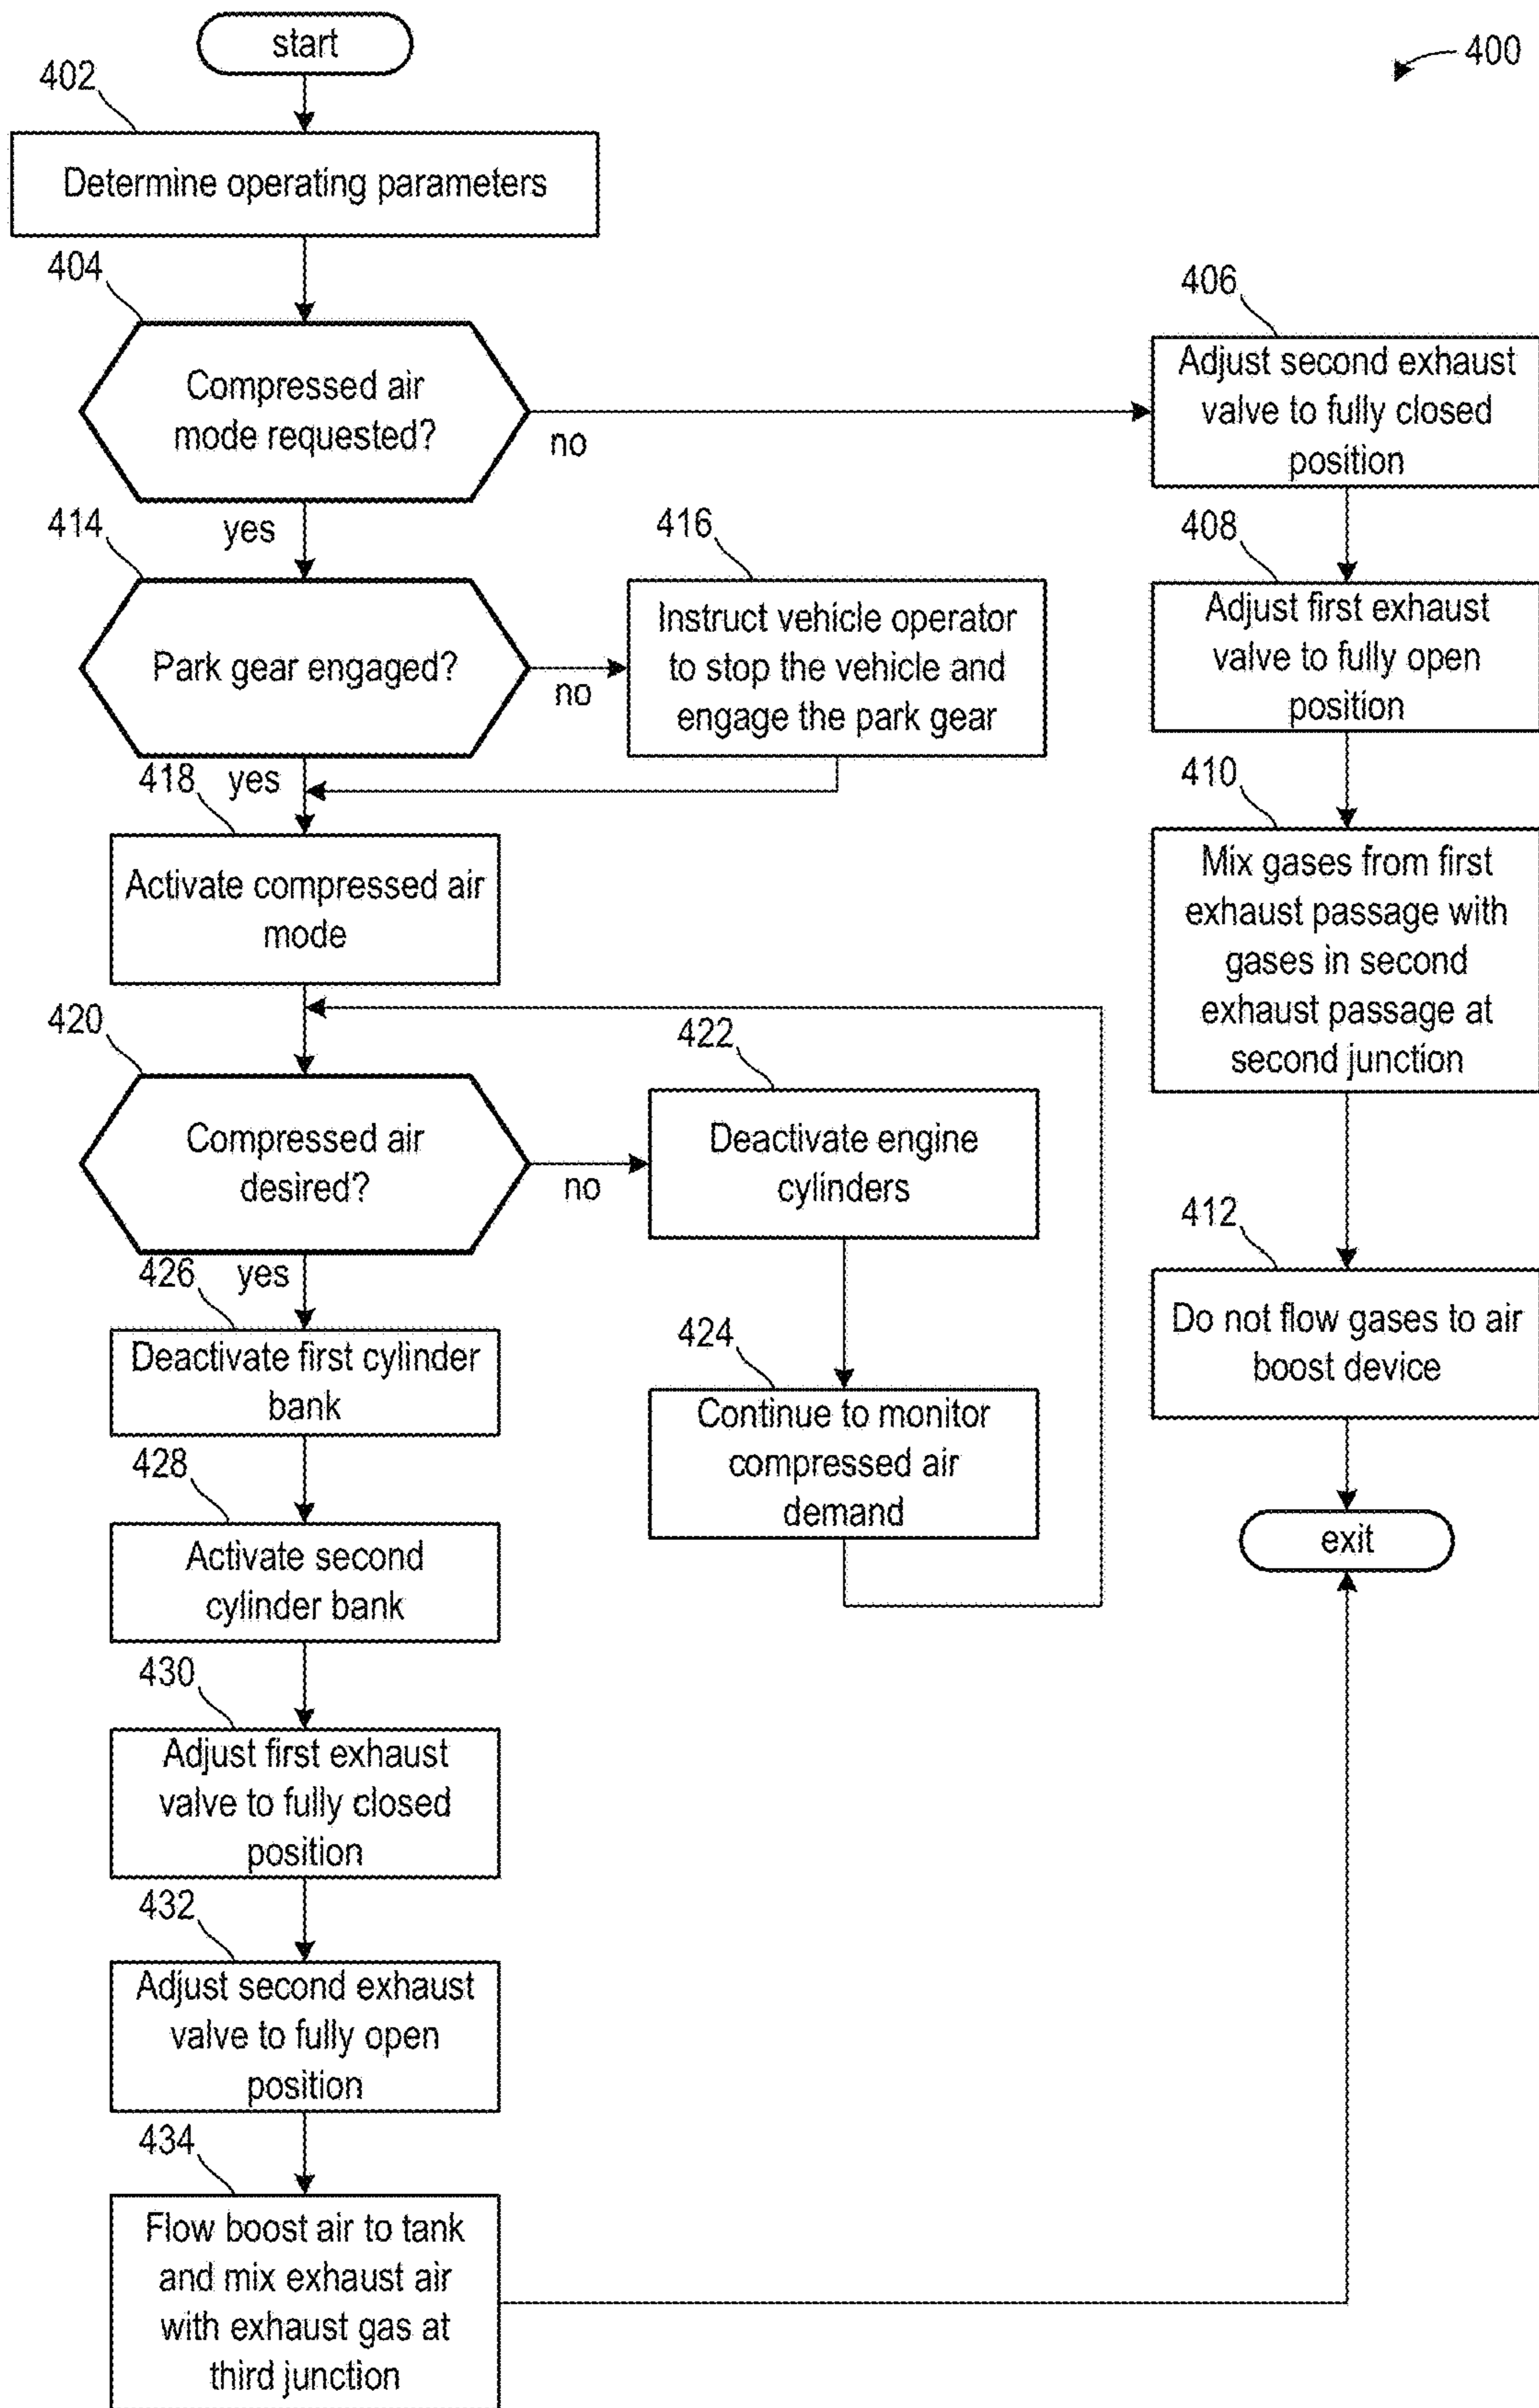 start
400
402
Determine operating parameters
404
Compressed air
mode requested?
no
yes
406
Adjust second exhaust
valve to fully closed
position
408
Adjust first exhaust
valve to fully open
position
410
Mix gases from first
exhaust passage with
gases in second
exhaust passage at
second junction
412
Do not flow gases to air
boost device
exit
414
Park gear engaged?
no
yes
416
Instruct vehicle operator
to stop the vehicle and
engage the park gear
418
Activate compressed air
mode
420
Compressed air
desired?
no
yes
422
Deactivate engine
cylinders
424
Continue to monitor
compressed air
demand
426
Deactivate first cylinder
bank
428
Activate second
cylinder bank
430
Adjust first exhaust
valve to fully closed
position
432
Adjust second exhaust
valve to fully open
position
434
Flow boost air to tank
and mix exhaust air
with exhaust gas at
third junction